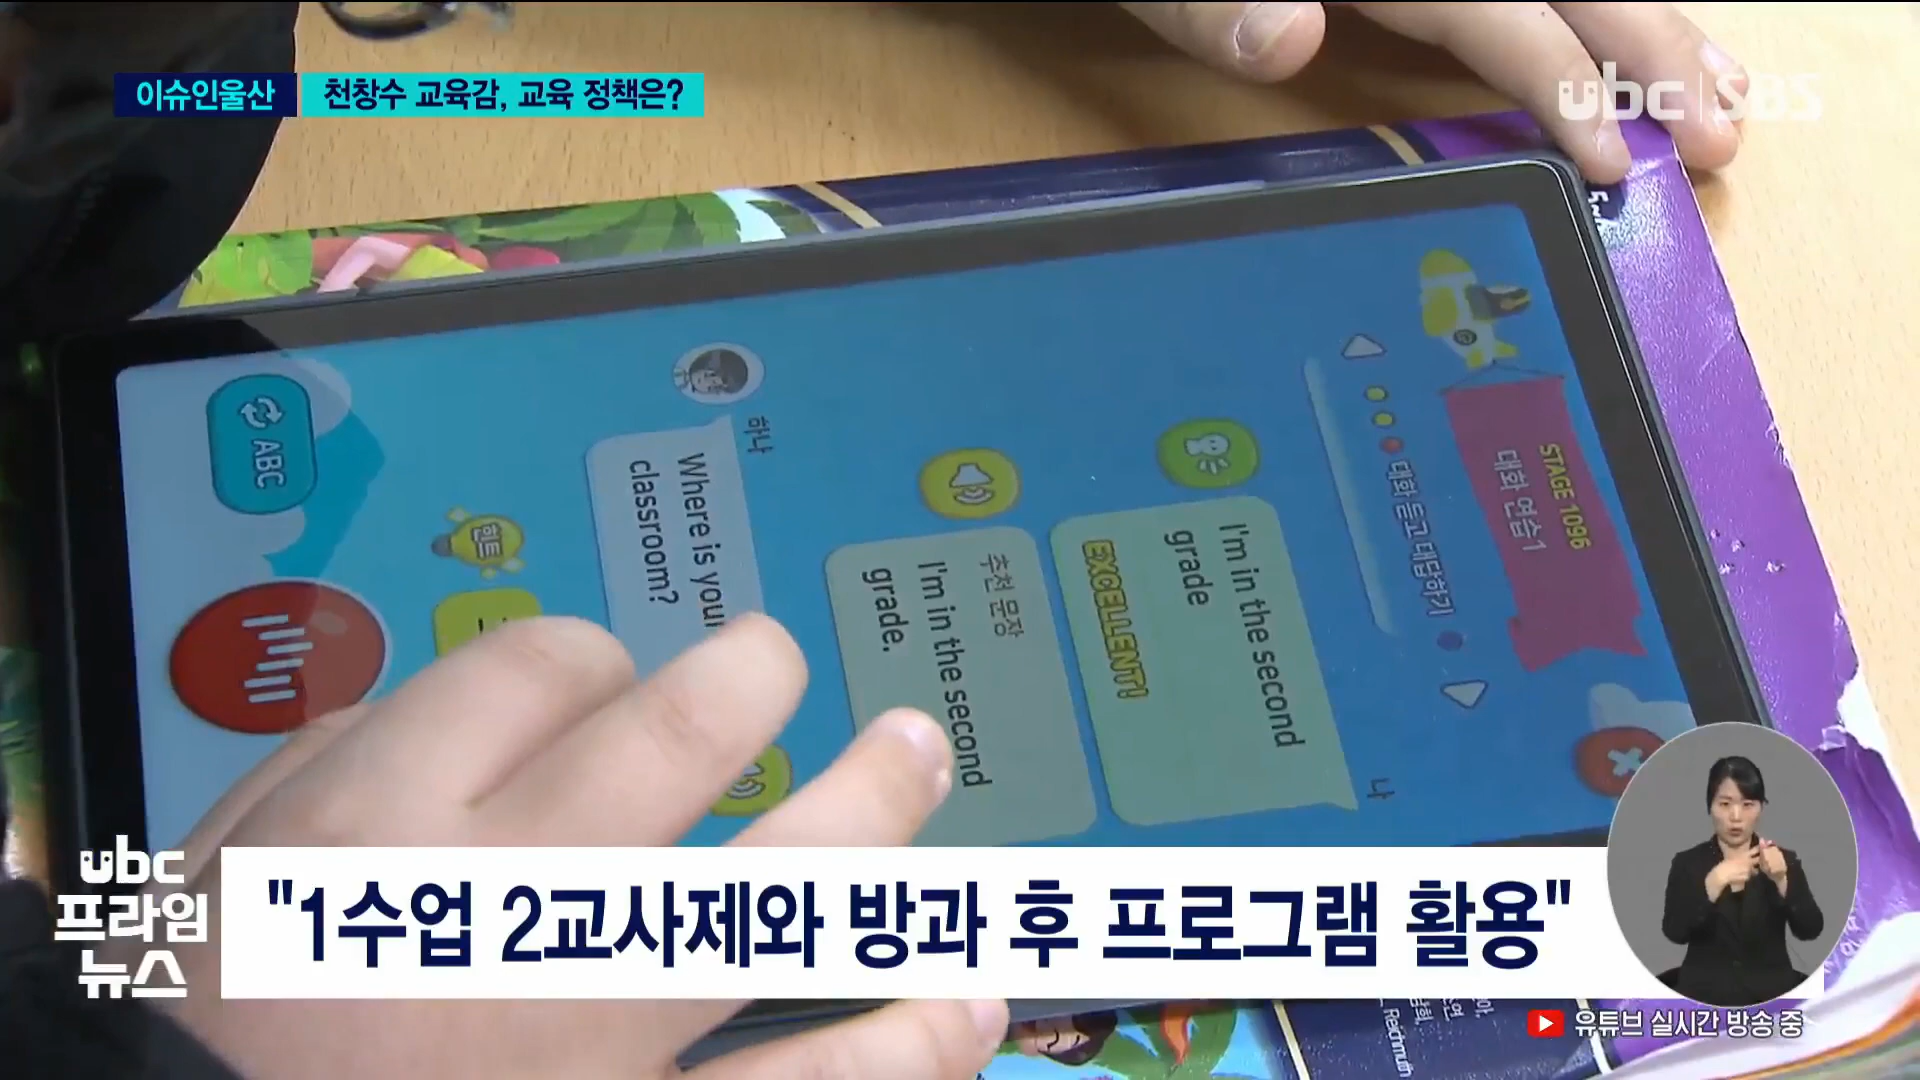 이슈인울산
천창수 교육감, 교육 정책은?
ubc SBS
STAGE 1096
대화 연습 1
대화 듣고 대답하기
나
I'm in the second
grade
EXCELLENT!
추천 문장
I'm in the second
grade.
하나
Where is your
classroom?
힌트
ABC
ubc
프라임
뉴스
"1수업 2교사제와 방과 후 프로그램 활용"
유튜브 실시간 방송 중
Reichmuth